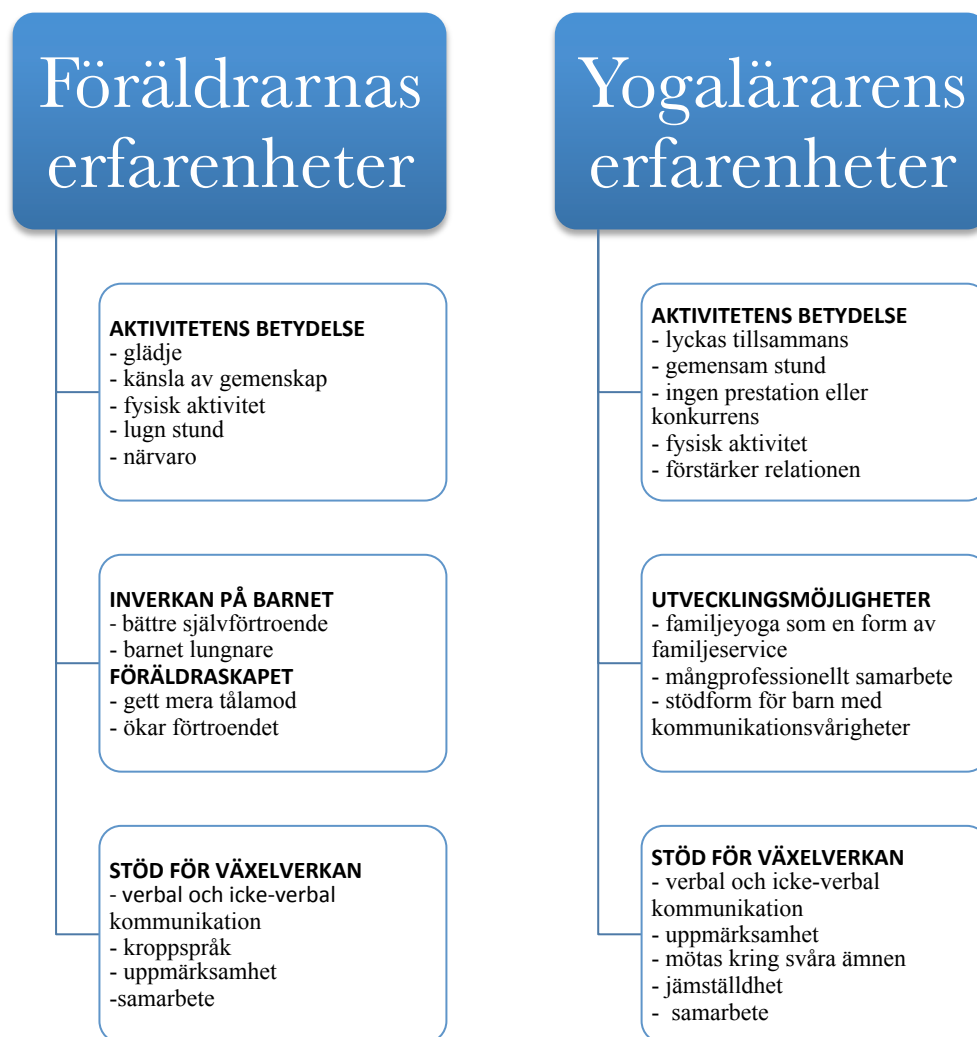 Föräldrarnas
erfarenheter
AKTIVITETENS BETYDELSE
- glädje
- känsla av gemenskap
- fysisk aktivitet
- lugn stund
- närvaro
INVERKAN PÅ BARNET
- bättre självförtroende
- barnet lungnare
FÖRÄLDRASKAPET
- gett mera tålamod
- ökar förtroendet
STÖD FÖR VÄXELVERKAN
- verbal och icke-verbal
kommunikation
- kroppspråk
- uppmärksamhet
-samarbete
Yogalärarens
erfarenheter
AKTIVITETENS BETYDELSE
- lyckas tillsammans
- gemensam stund
- ingen prestation eller
konkurrens
- fysisk aktivitet
- förstärker relationen
UTVECKLINGSMÖJLIGHETER
- familjeyoga som en form av
familjeservice
- mångprofessionellt samarbete
- stödform för barn med
kommunikationsvårigheter
STÖD FÖR VÄXELVERKAN
- verbal och icke-verbal
kommunikation
- uppmärksamhet
- mötas kring svåra ämnen
- jämställdhet
- samarbete